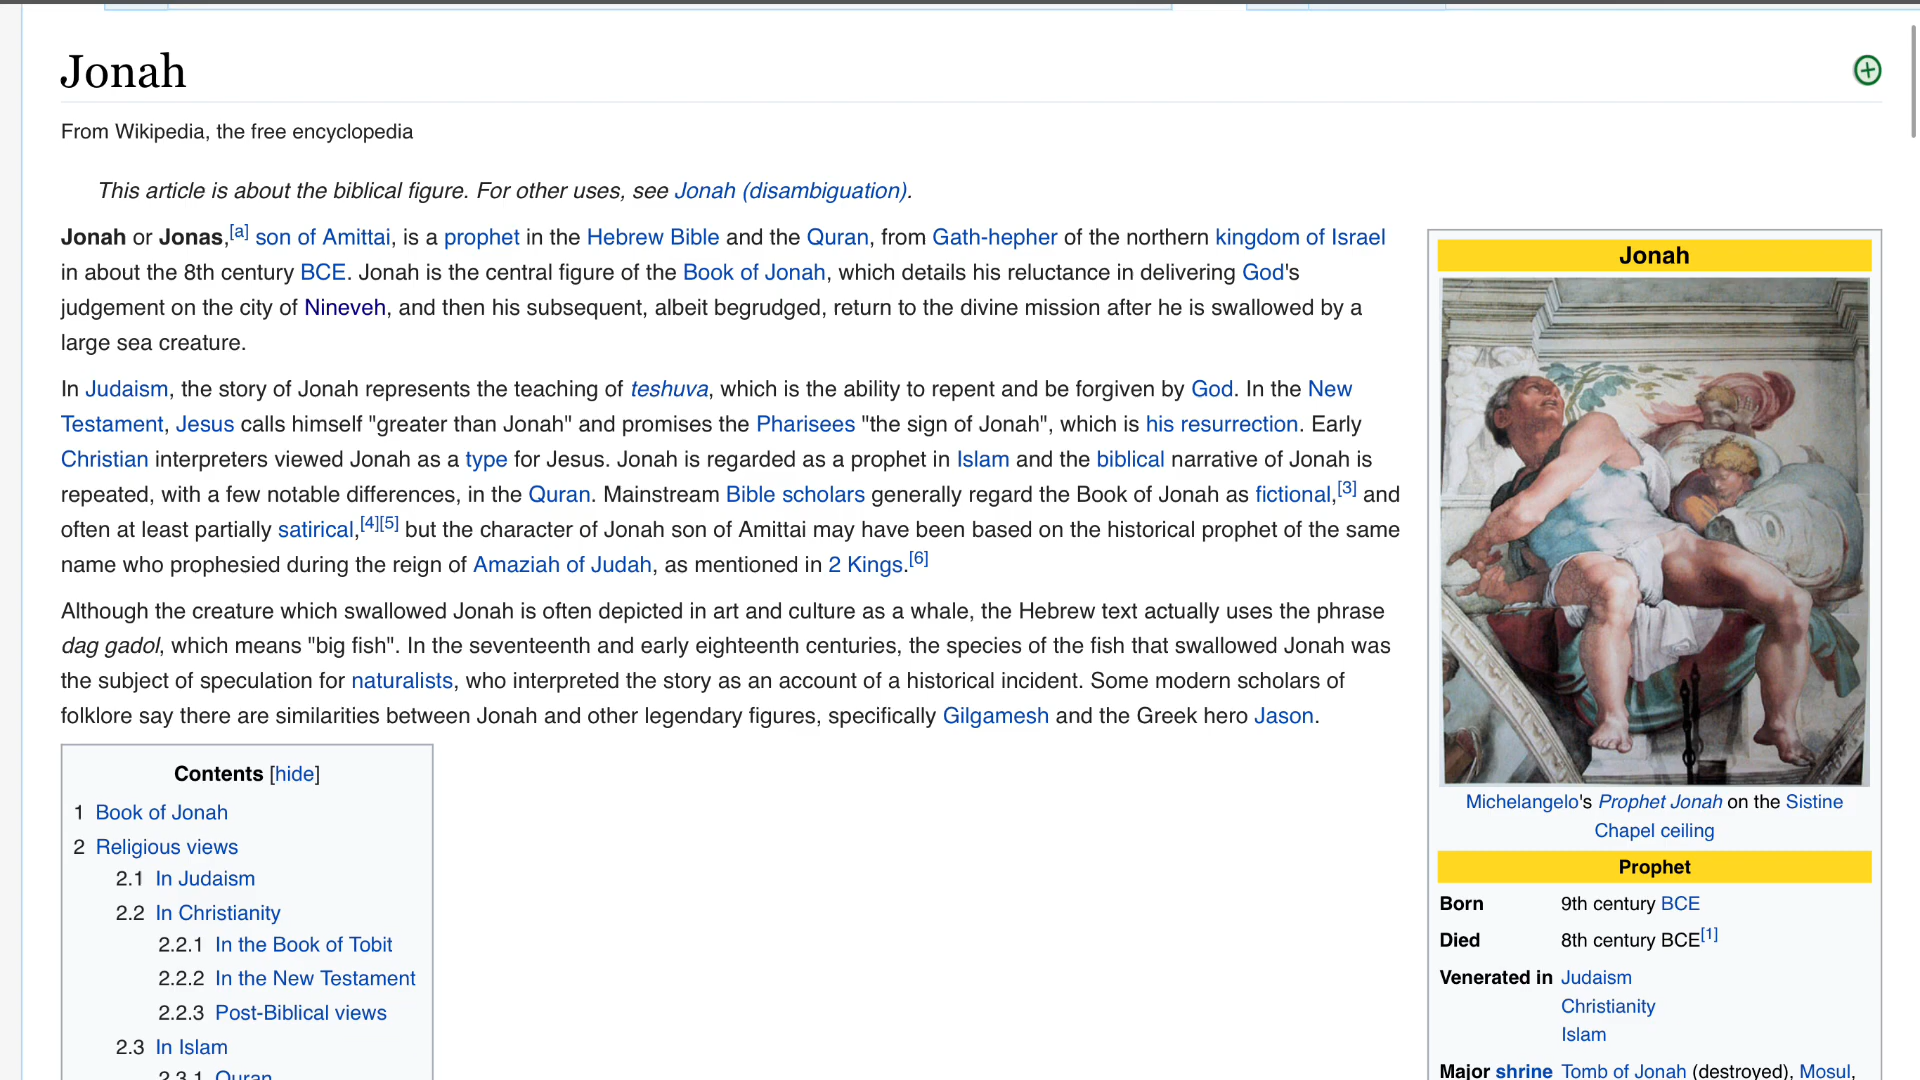 Jonah
From Wikipedia, the free encyclopedia
This article is about the biblical figure. For other uses, see Jonah (disambiguation).
Jonah or Jonas,[a] son of Amittai, is a prophet in the Hebrew Bible and the Quran, from Gath-hepher of the northern kingdom of Israel
in about the 8th century BCE. Jonah is the central figure of the Book of Jonah, which details his reluctance in delivering God's
judgement on the city of Nineveh, and then his subsequent, albeit begrudged, return to the divine mission after he is swallowed by a
large sea creature.
In Judaism, the story of Jonah represents the teaching of teshuva, which is the ability to repent and be forgiven by God. In the New
Testament, Jesus calls himself "greater than Jonah" and promises the Pharisees "the sign of Jonah", which is his resurrection. Early
Christian interpreters viewed Jonah as a type for Jesus. Jonah is regarded as a prophet in Islam and the biblical narrative of Jonah is
repeated, with a few notable differences, in the Quran. Mainstream Bible scholars generally regard the Book of Jonah as fictional,[3] and
often at least partially satirical,[4][5] but the character of Jonah son of Amittai may have been based on the historical prophet of the same
name who prophesied during the reign of Amaziah of Judah, as mentioned in 2 Kings.[6]
Although the creature which swallowed Jonah is often depicted in art and culture as a whale, the Hebrew text actually uses the phrase
dag gadol, which means "big fish". In the seventeenth and early eighteenth centuries, the species of the fish that swallowed Jonah was
the subject of speculation for naturalists, who interpreted the story as an account of a historical incident. Some modern scholars of
folklore say there are similarities between Jonah and other legendary figures, specifically Gilgamesh and the Greek hero Jason.
Contents [hide]
1 Book of Jonah
2 Religious views
2.1 In Judaism
2.2 In Christianity
2.2.1 In the Book of Tobit
2.2.2 In the New Testament
2.2.3 Post-Biblical views
2.3 In Islam
2.3.1 Quran
Jonah
Michelangelo's Prophet Jonah on the Sistine
Chapel ceiling
Prophet
Born 9th century BCE
Died 8th century BCE[1]
Venerated in Judaism
Christianity
Islam
Major shrine Tomb of Jonah (destroyed), Mosul,